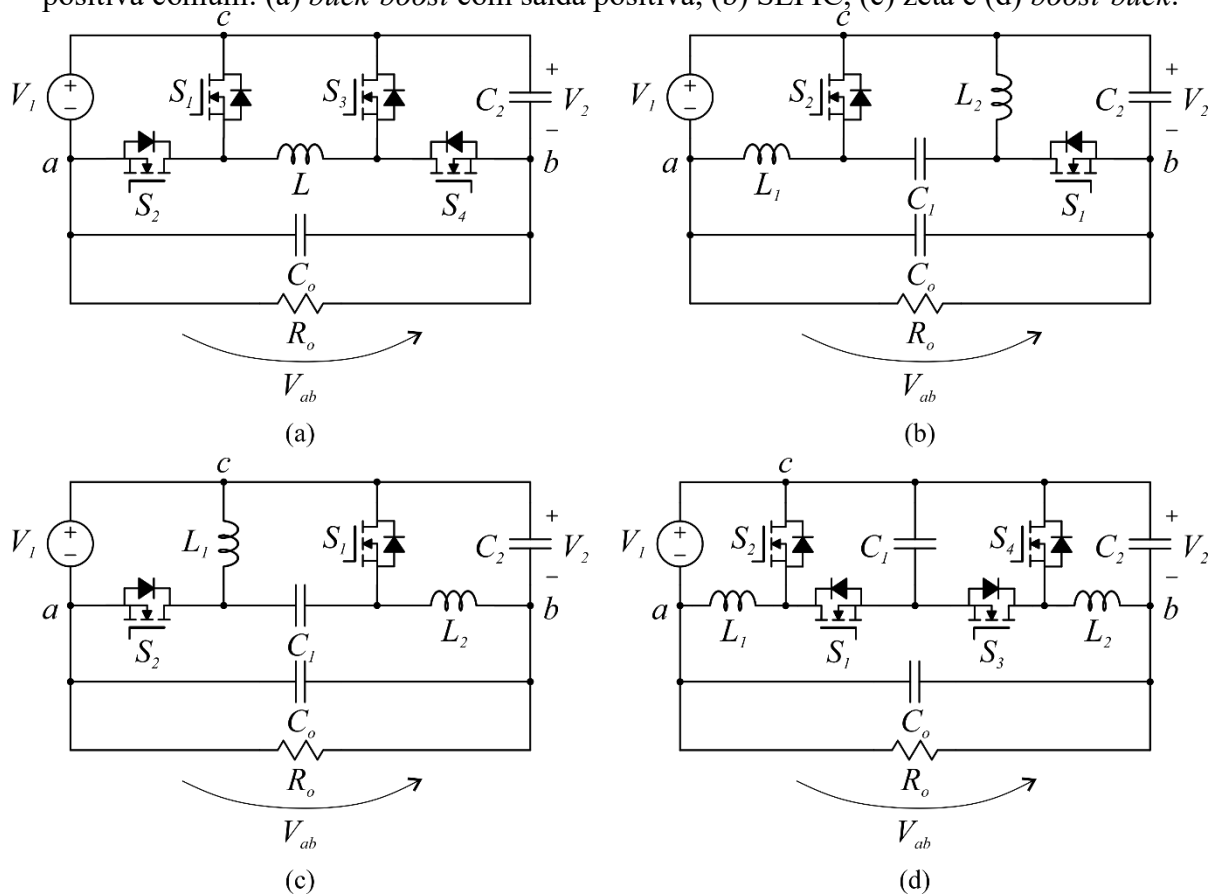 positiva comum: (a) buck-boost com saída positiva, (b) SEPIC, (c) zeta e (d) boost-buck.
c
V1
+
−
S1
S3
C2
+
V2
−
a
b
S2
L
S4
Co
Ro
Vab
(a)
c
V1
+
−
S2
L2
C2
+
V2
−
a
b
L1
C1
S1
Co
Ro
Vab
(b)
c
V1
+
−
L1
S1
C2
+
V2
−
a
b
S2
C1
L2
Co
Ro
Vab
(c)
c
V1
+
−
S2
C1
S4
C2
+
V2
−
a
b
L1
S1
S3
L2
Co
Ro
Vab
(d)